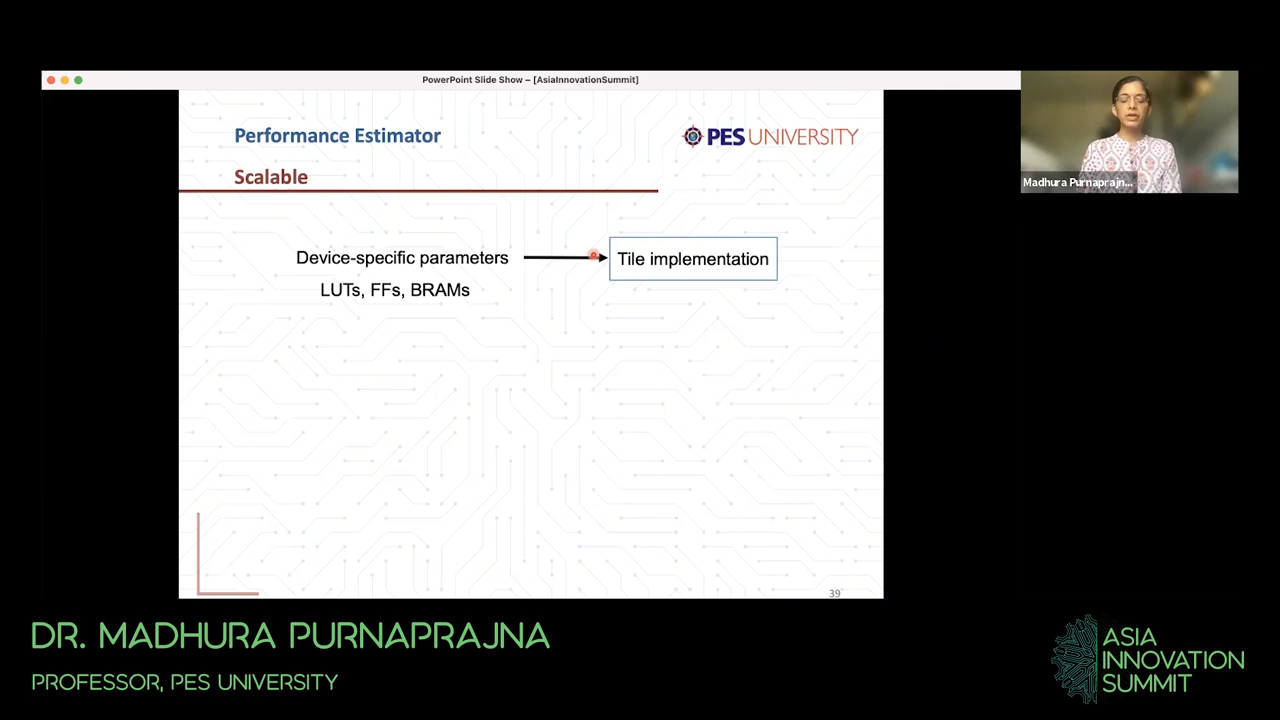 PowerPoint Slide Show – [AsiaInnovationSummit]
Performance Estimator
PES UNIVERSITY
Scalable
Madhura Purnaprajn...
Device-specific parameters
Tile implementation
LUTs, FFs, BRAMs
39
DR. MADHURA PURNAPRAJNA
PROFESSOR, PES UNIVERSITY
ASIA
INNOVATION
SUMMIT